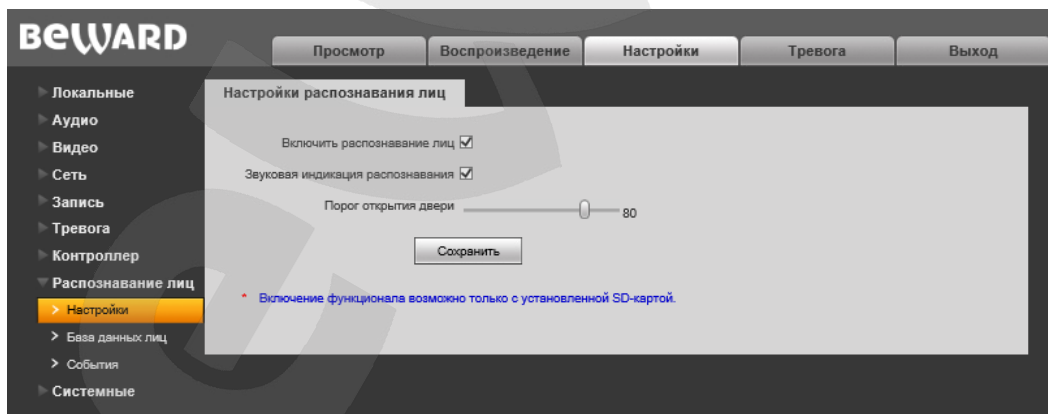 BEWARD
Просмотр
Воспроизведение
Настройки
Тревога
Выход
Локальные
Аудио
Видео
Сеть
Запись
Тревога
Контроллер
Распознавание лиц
Настройки
База данных лиц
События
Системные
Настройки распознавания лиц
Включить распознавание лиц
Звуковая индикация распознавания
Порог открытия двери 80
Сохранить
* Включение функционала возможно только с установленной SD-картой.